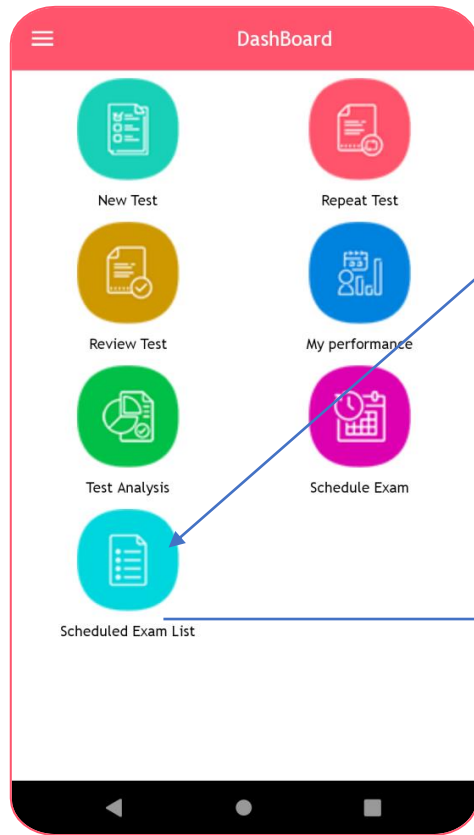 DashBoard
New Test
Repeat Test
Review Test
My performance
Test Analysis
Schedule Exam
Scheduled Exam List